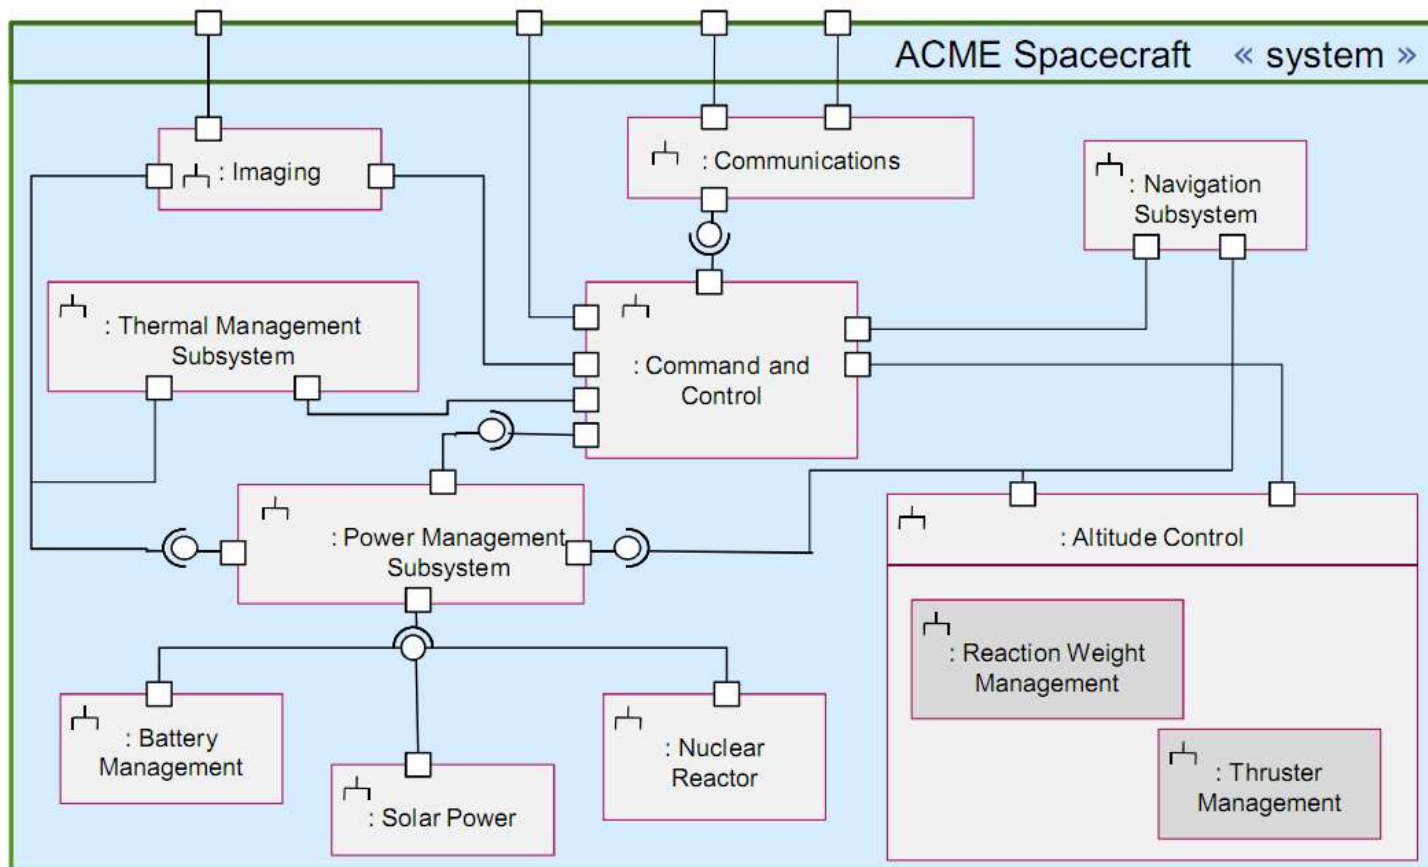 ACME Spacecraft « system »
: Imaging
: Communications
: Navigation
Subsystem
: Thermal Management
Subsystem
: Command and
Control
: Power Management
Subsystem
: Altitude Control
: Reaction Weight
Management
: Battery
Management
: Nuclear
Reactor
: Thruster
Management
: Solar Power